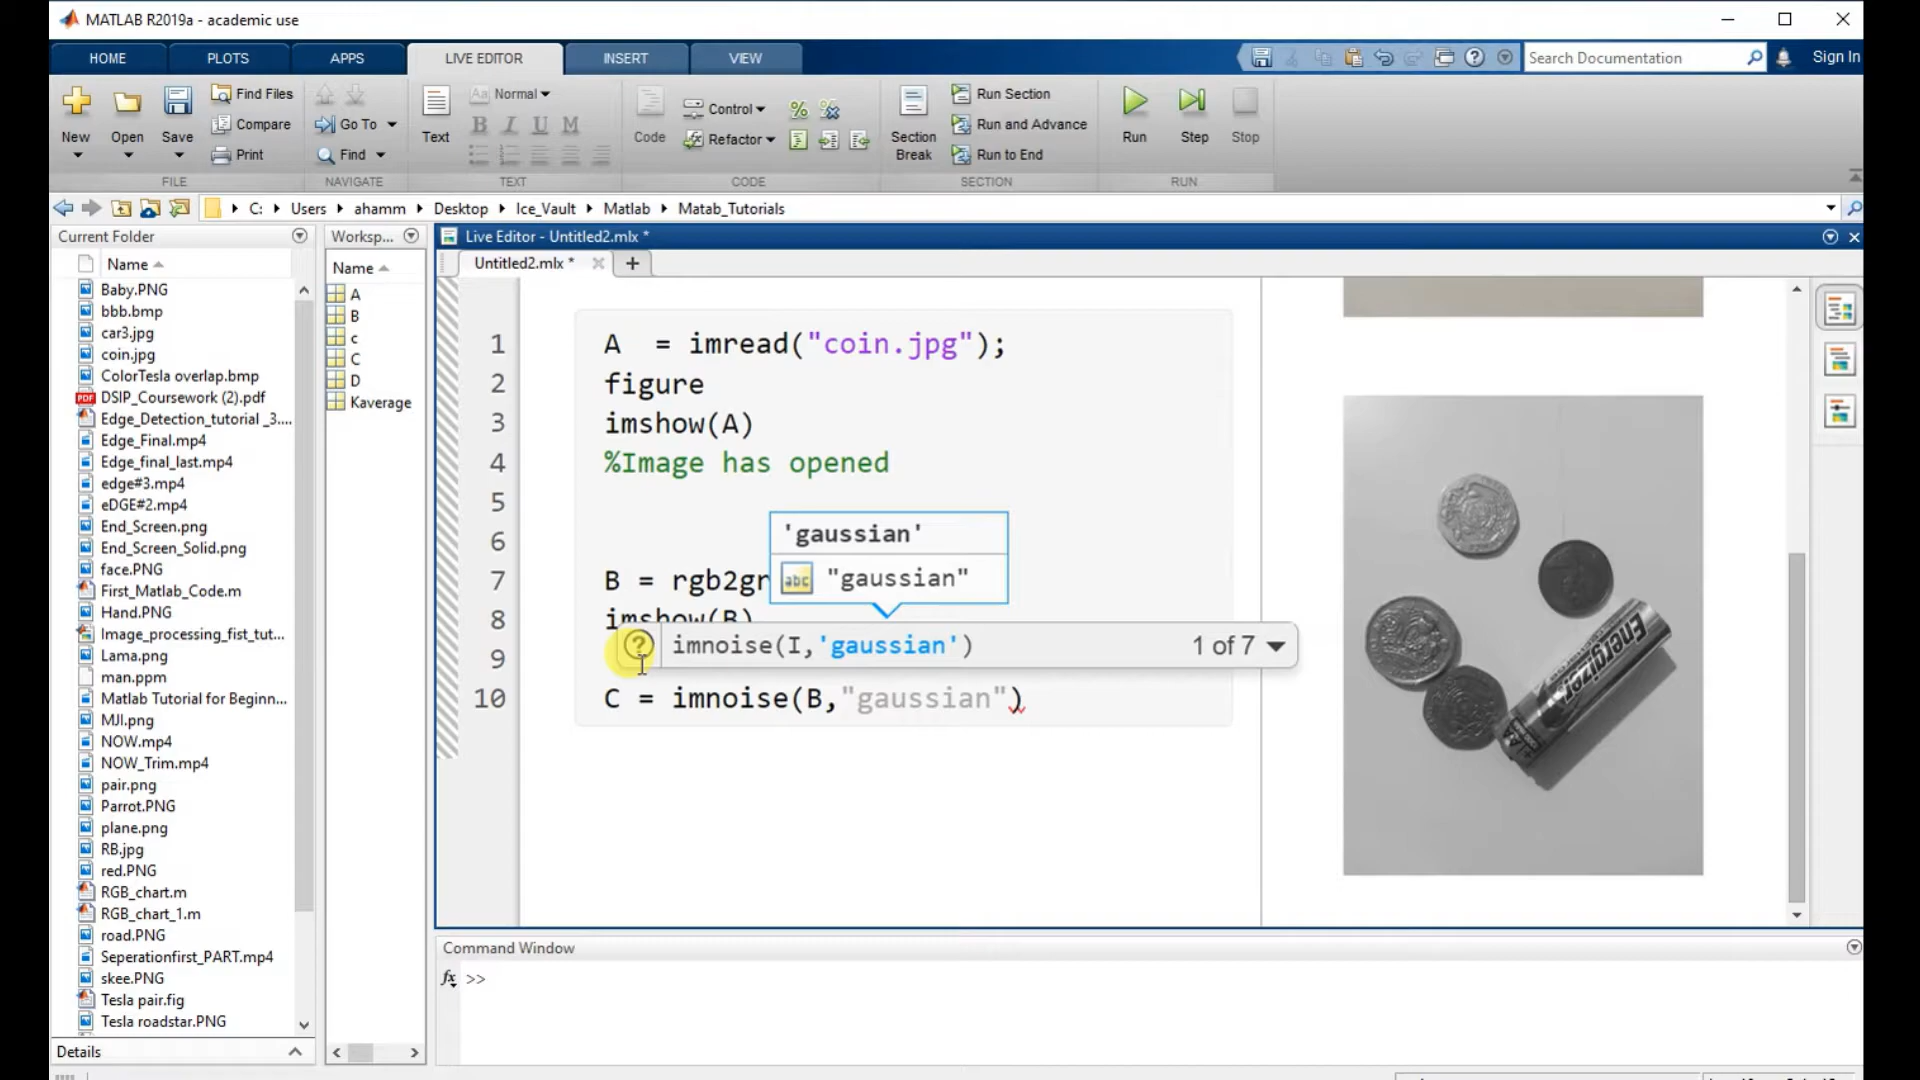 MATLAB R2019a - academic use
HOME PLOTS APPS LIVE EDITOR INSERT VIEW
Search Documentation
Sign In
New Open Save
Find Files
Compare
Print
Go To
Find
Text
Normal
B I U M
Code
Control
Refactor
Section Break
Run Section
Run and Advance
Run to End
Run Step Stop
FILE NAVIGATE TEXT CODE SECTION RUN
C: Users ahamm Desktop Ice_Vault Matlab Matab_Tutorials
Current Folder
Name
Baby.PNG
bbb.bmp
car3.jpg
coin.jpg
ColorTesla overlap.bmp
DSIP_Coursework (2).pdf
Edge_Detection_tutorial _3....
Edge_Final.mp4
Edge_final_last.mp4
edge#3.mp4
eDGE#2.mp4
End_Screen.png
End_Screen_Solid.png
face.PNG
First_Matlab_Code.m
Hand.PNG
Image_processing_fist_tut...
Lama.png
man.ppm
Matlab Tutorial for Beginn...
MJI.png
NOW.mp4
NOW_Trim.mp4
pair.png
Parrot.PNG
plane.png
RB.jpg
red.PNG
RGB_chart.m
RGB_chart_1.m
road.PNG
Seperationfirst_PART.mp4
skee.PNG
Tesla pair.fig
Tesla roadstar.PNG
Details
Worksp...
Name
A
B
c
C
D
Kaverage
Live Editor - Untitled2.mlx *
Untitled2.mlx *
1 A = imread("coin.jpg");
2 figure
3 imshow(A)
4 %Image has opened
5
6
'gaussian'
abc "gaussian"
7 B = rgb2gr
8 imshow(B)
9
imnoise(I,'gaussian') 1 of 7
10 C = imnoise(B,"gaussian")
Energizer
Command Window
fx >>